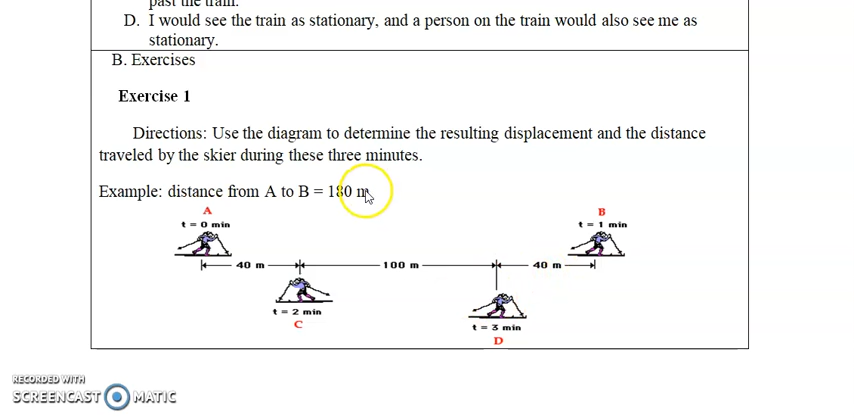 past the train.
D. I would see the train as stationary, and a person on the train would also see me as
stationary.
B. Exercises
Exercise 1
Directions: Use the diagram to determine the resulting displacement and the distance
traveled by the skier during these three minutes.
Example: distance from A to B = 180 m
A
B
t = 0 min
t = 1 min
40 m
100 m
40 m
t = 2 min
t = 3 min
C
D
RECORDED WITH
SCREENCAST MATIC